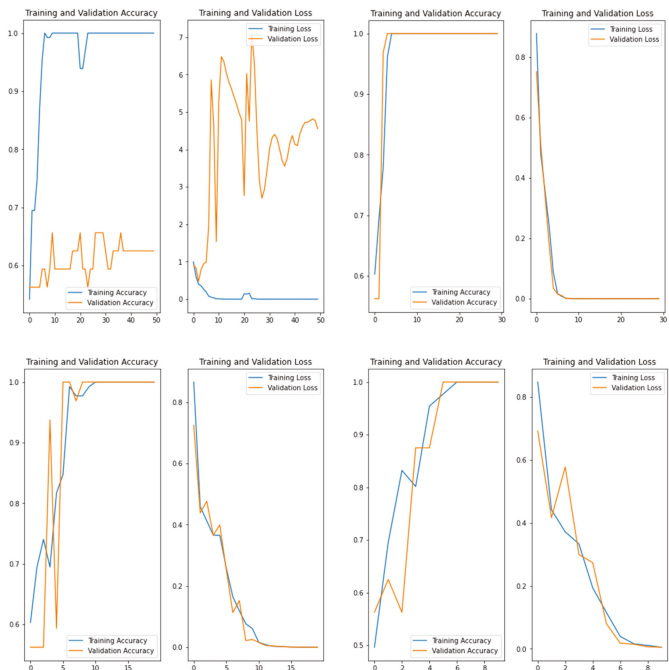 Training and Validation Accuracy
1.0
0.9
0.8
0.7
0.6
0 10 20 30 40 50
Training Accuracy
Validation Accuracy
Training and Validation Loss
Training Loss
Validation Loss
7
6
5
4
3
2
1
0
0 10 20 30 40 50
Training and Validation Accuracy
1.0
0.9
0.8
0.7
0.6
0 10 20 30
Training Accuracy
Validation Accuracy
Training and Validation Loss
Training Loss
Validation Loss
0.8
0.6
0.4
0.2
0.0
0 10 20 30
Training and Validation Accuracy
1.0
0.9
0.8
0.7
0.6
0 5 10 15
Training Accuracy
Validation Accuracy
Training and Validation Loss
Training Loss
Validation Loss
0.8
0.6
0.4
0.2
0.0
0 5 10 15
Training and Validation Accuracy
1.0
0.9
0.8
0.7
0.6
0.5
0 2 4 6 8
Training Accuracy
Validation Accuracy
Training and Validation Loss
Training Loss
Validation Loss
0.8
0.6
0.4
0.2
0.0
0 2 4 6 8